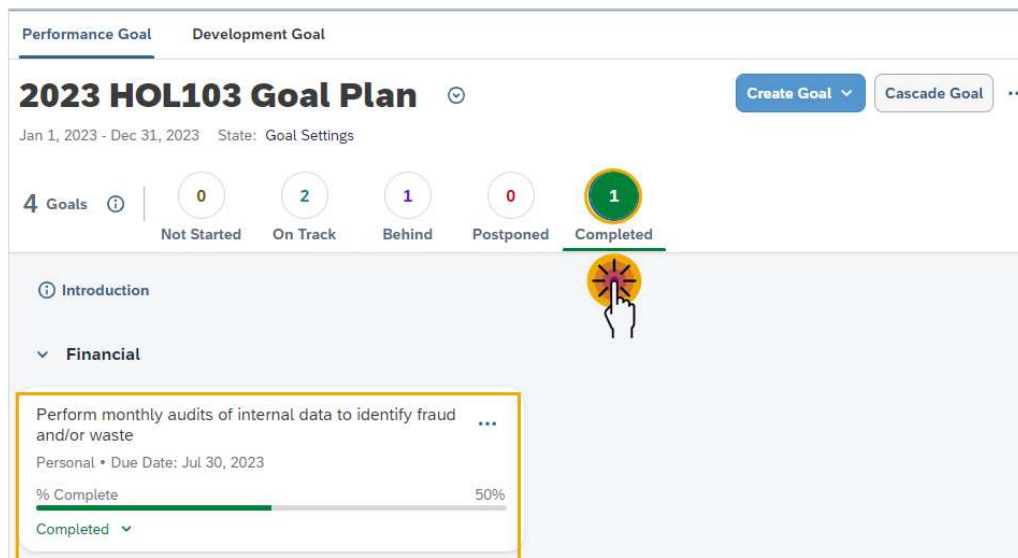 Performance Goal Development Goal
2023 HOL103 Goal Plan
Create Goal Cascade Goal
Jan 1, 2023 - Dec 31, 2023 State: Goal Settings
4 Goals 0 2 1 0 1
Not Started On Track Behind Postponed Completed
Introduction
Financial
Perform monthly audits of internal data to identify fraud
and/or waste
Personal • Due Date: Jul 30, 2023
% Complete 50%
Completed